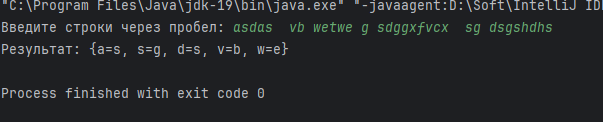 "C:\Program Files\Java\jdk-19\bin\java.exe" "-javaagent:D:\Soft\IntelliJ IDE
Введите строки через пробел: asdas  vb wetwe g sdggxfvcx  sg dsgshdhs
Результат: {a=s, s=g, d=s, v=b, w=e}
Process finished with exit code 0